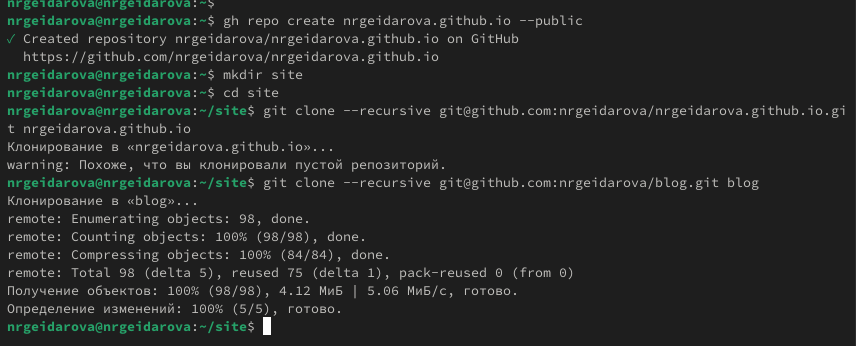 nrgeidarova@nrgeidarova:~$
nrgeidarova@nrgeidarova:~$ gh repo create nrgeidarova.github.io --public
✓ Created repository nrgeidarova/nrgeidarova.github.io on GitHub
  https://github.com/nrgeidarova/nrgeidarova.github.io
nrgeidarova@nrgeidarova:~$ mkdir site
nrgeidarova@nrgeidarova:~$ cd site
nrgeidarova@nrgeidarova:~/site$ git clone --recursive git@github.com:nrgeidarova/nrgeidarova.github.io.gi
t nrgeidarova.github.io
Клонирование в «nrgeidarova.github.io»...
warning: Похоже, что вы клонировали пустой репозиторий.
nrgeidarova@nrgeidarova:~/site$ git clone --recursive git@github.com:nrgeidarova/blog.git blog
Клонирование в «blog»...
remote: Enumerating objects: 98, done.
remote: Counting objects: 100% (98/98), done.
remote: Compressing objects: 100% (84/84), done.
remote: Total 98 (delta 5), reused 75 (delta 1), pack-reused 0 (from 0)
Получение объектов: 100% (98/98), 4.12 МиБ | 5.06 МиБ/с, готово.
Определение изменений: 100% (5/5), готово.
nrgeidarova@nrgeidarova:~/site$